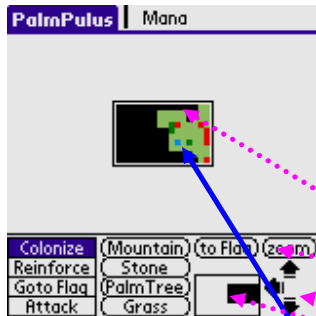 PalmPulus Mana
Colonize (Mountain) (to Flag) (zoom)
Reinforce (Stone)
Goto Flag (PalmTree)
Attack (Grass)